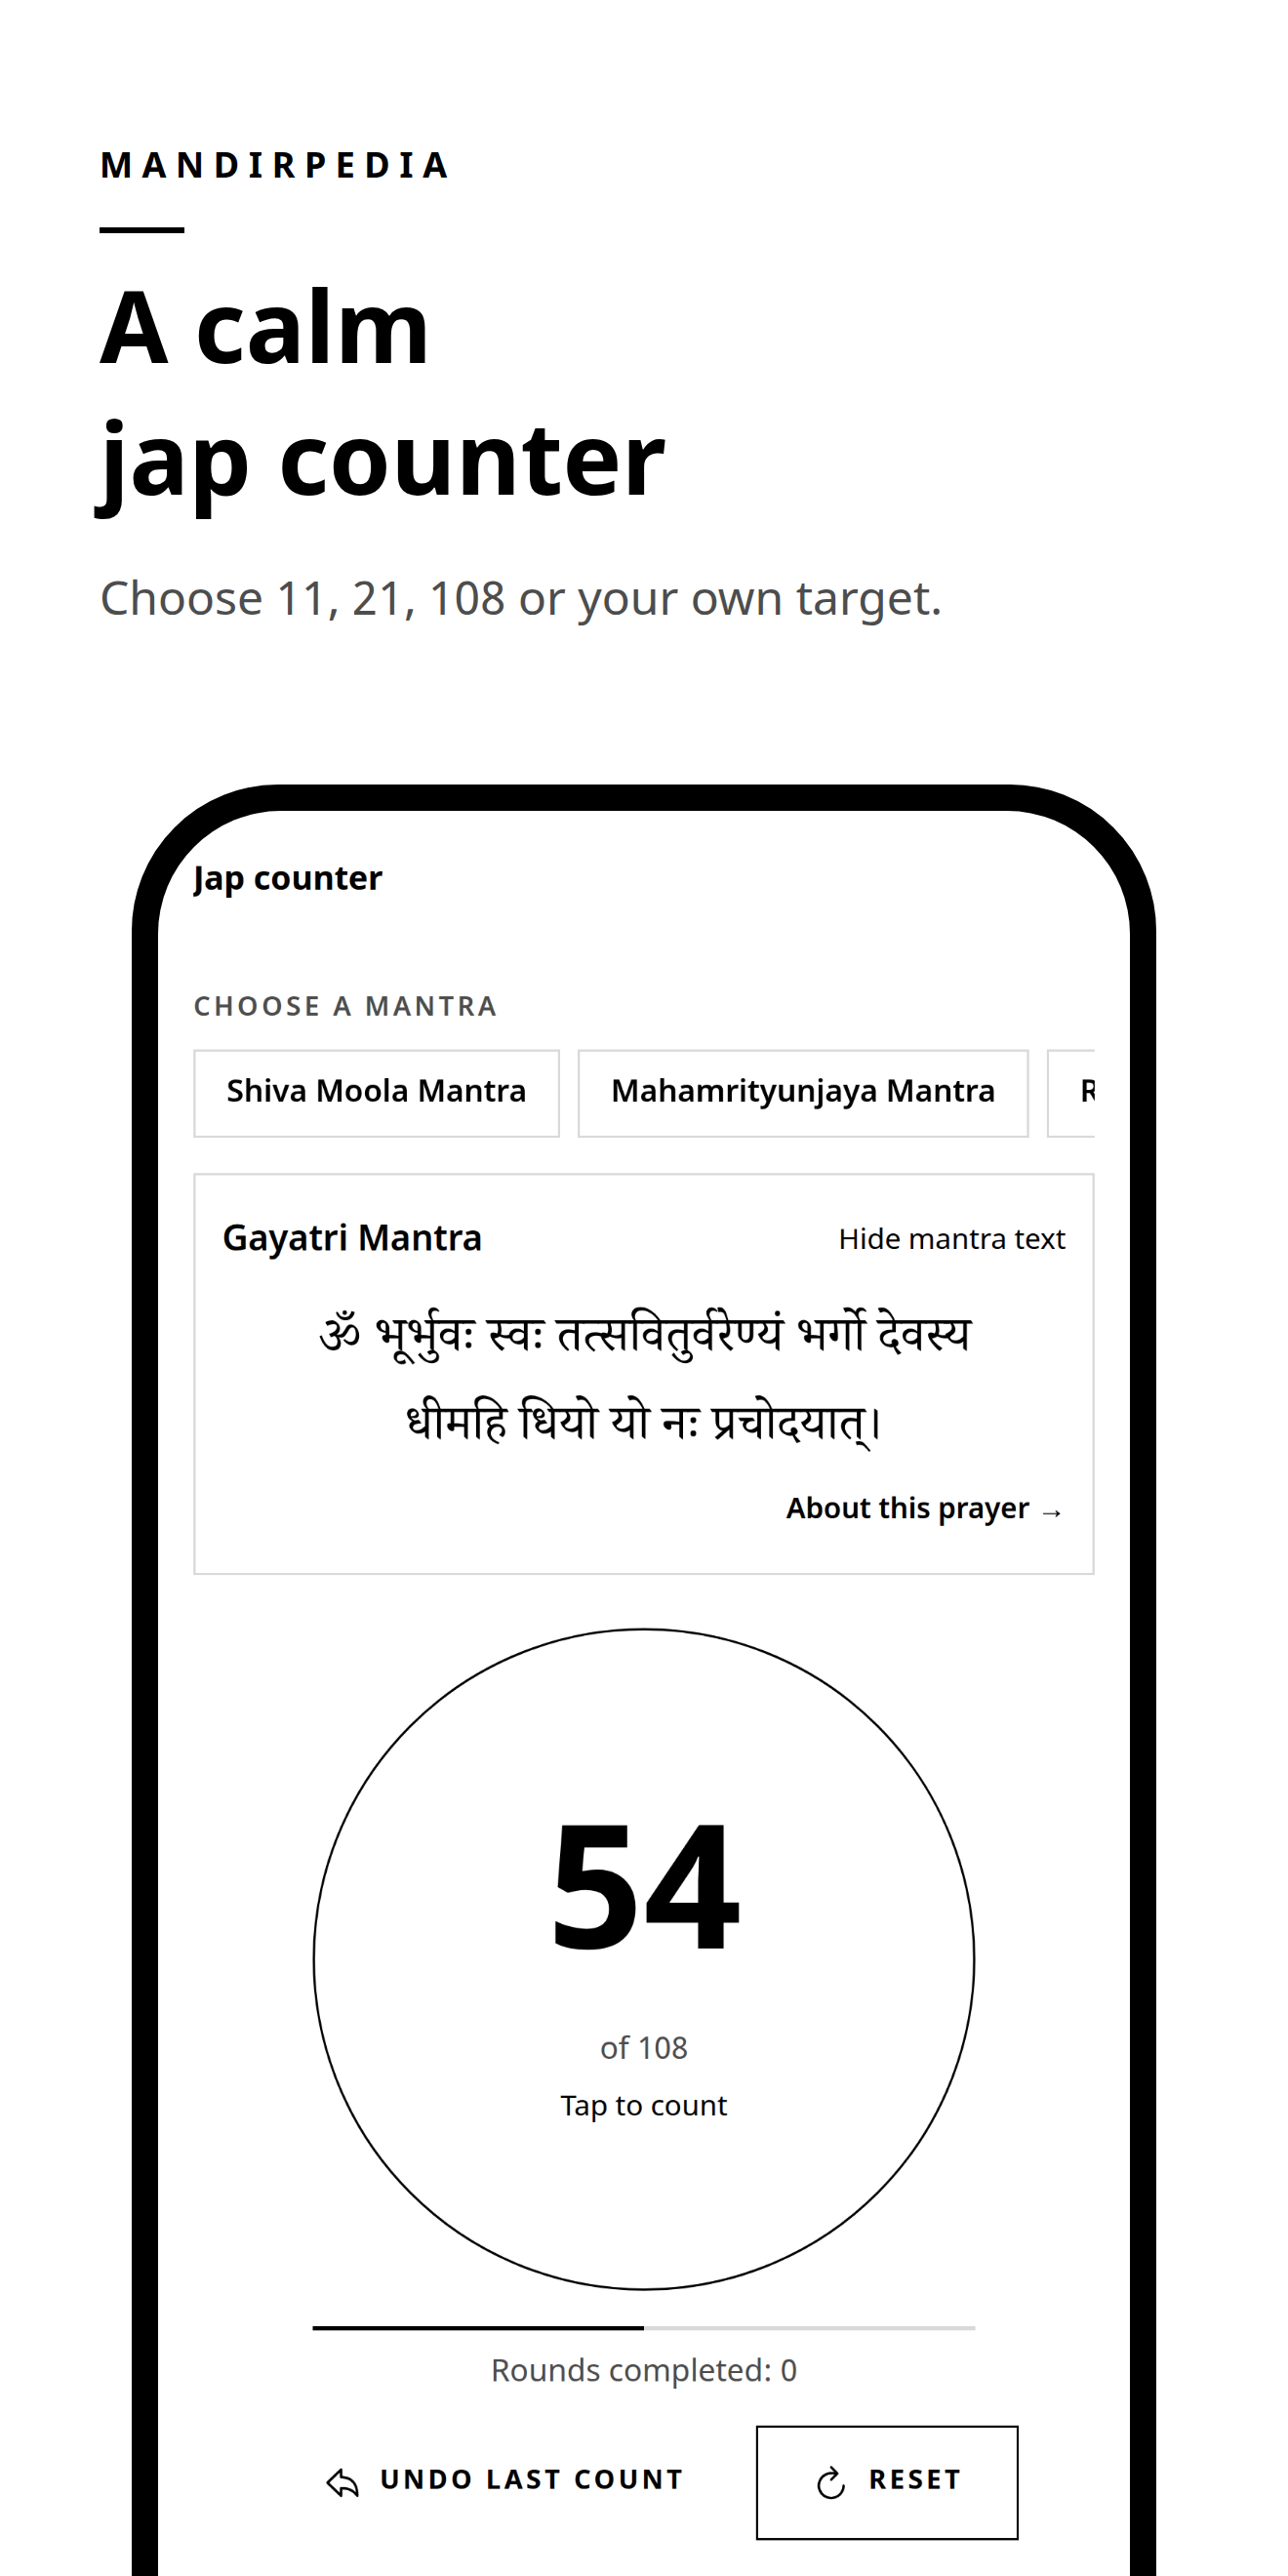 MANDIRPEDIA
A calm
jap counter
Choose 11, 21, 108 or your own target.
Jap counter
CHOOSE A MANTRA
Shiva Moola Mantra
Mahamrityunjaya Mantra
Gayatri Mantra
Hide mantra text
ॐ भूर्भुवः स्वः तत्सवितुर्वरेण्यं भर्गो देवस्य
धीमहि धियो यो नः प्रचोदयात्।
About this prayer →
54
of 108
Tap to count
Rounds completed: 0
UNDO LAST COUNT
RESET